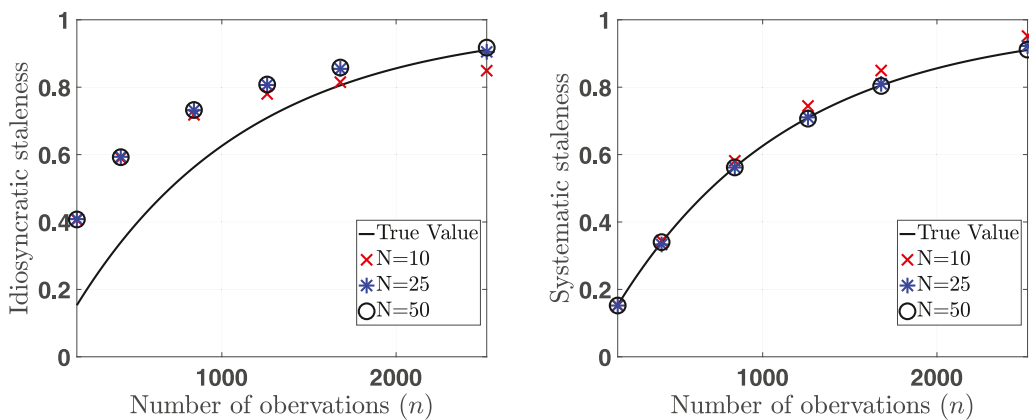 1
0.8
0.6
0.4
0.2
0
Idiosyncratic staleness
True Value
N=10
N=25
N=50
1000
2000
Number of obervations (n)
1
0.8
0.6
0.4
0.2
0
Systematic staleness
True Value
N=10
N=25
N=50
1000
2000
Number of obervations (n)